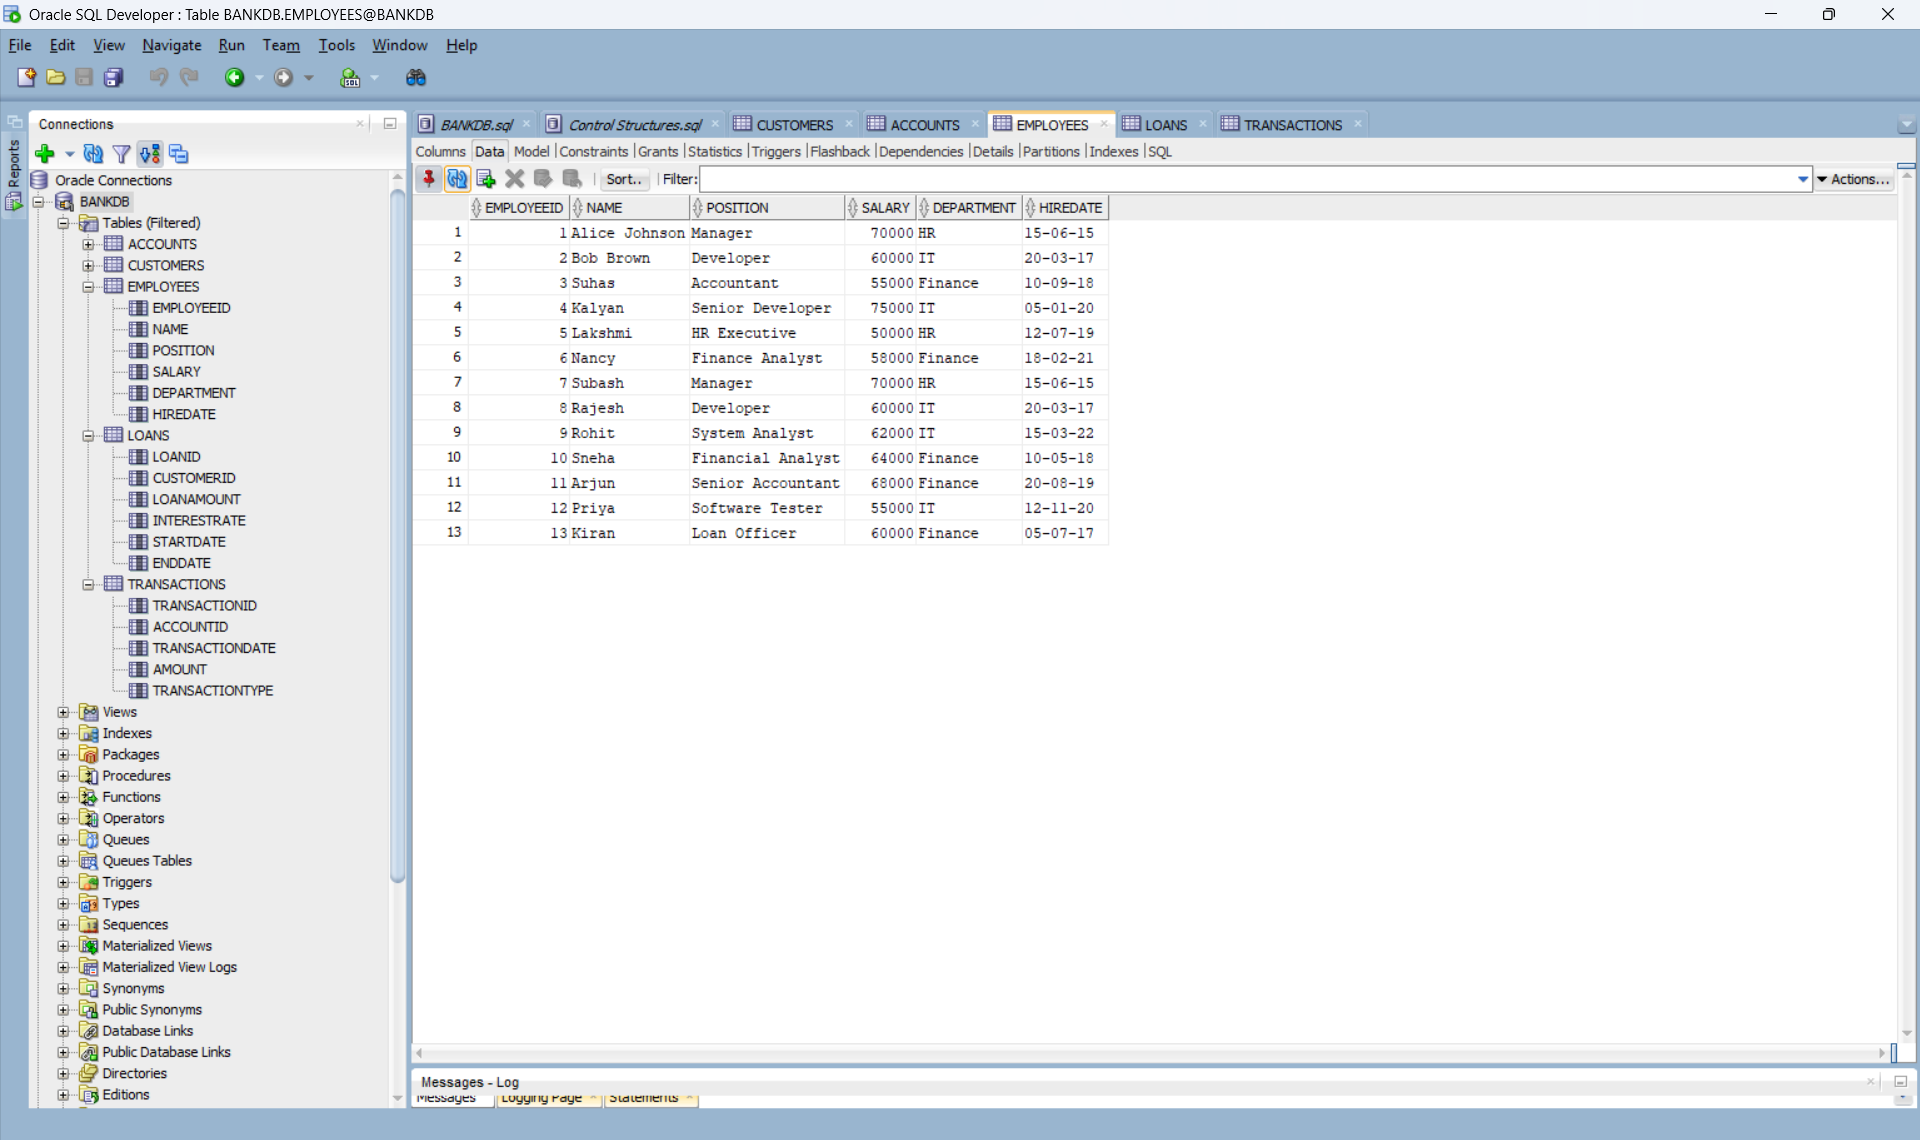 Oracle SQL Developer : Table BANKDB.EMPLOYEES@BANKDB
File Edit View Navigate Run Team Tools Window Help
Reports
Connections
Oracle Connections
BANKDB
Tables (Filtered)
ACCOUNTS
CUSTOMERS
EMPLOYEES
EMPLOYEEID
NAME
POSITION
SALARY
DEPARTMENT
HIREDATE
LOANS
LOANID
CUSTOMERID
LOANAMOUNT
INTERESTRATE
STARTDATE
ENDDATE
TRANSACTIONS
TRANSACTIONID
ACCOUNTID
TRANSACTIONDATE
AMOUNT
TRANSACTIONTYPE
Views
Indexes
Packages
Procedures
Functions
Operators
Queues
Queues Tables
Triggers
Types
Sequences
Materialized Views
Materialized View Logs
Synonyms
Public Synonyms
Database Links
Public Database Links
Directories
Editions
BANKDB.sql Control Structures.sql CUSTOMERS ACCOUNTS EMPLOYEES LOANS TRANSACTIONS
Columns Data Model |Constraints |Grants |Statistics |Triggers |Flashback |Dependencies |Details |Partitions |Indexes |SQL
Sort.. Filter: Actions...
EMPLOYEEID NAME POSITION SALARY DEPARTMENT HIREDATE
1 1 Alice Johnson Manager 70000 HR 15-06-15
2 2 Bob Brown Developer 60000 IT 20-03-17
3 3 Suhas Accountant 55000 Finance 10-09-18
4 4 Kalyan Senior Developer 75000 IT 05-01-20
5 5 Lakshmi HR Executive 50000 HR 12-07-19
6 6 Nancy Finance Analyst 58000 Finance 18-02-21
7 7 Subash Manager 70000 HR 15-06-15
8 8 Rajesh Developer 60000 IT 20-03-17
9 9 Rohit System Analyst 62000 IT 15-03-22
10 10 Sneha Financial Analyst 64000 Finance 10-05-18
11 11 Arjun Senior Accountant 68000 Finance 20-08-19
12 12 Priya Software Tester 55000 IT 12-11-20
13 13 Kiran Loan Officer 60000 Finance 05-07-17
Messages - Log
Messages Logging Page Statements